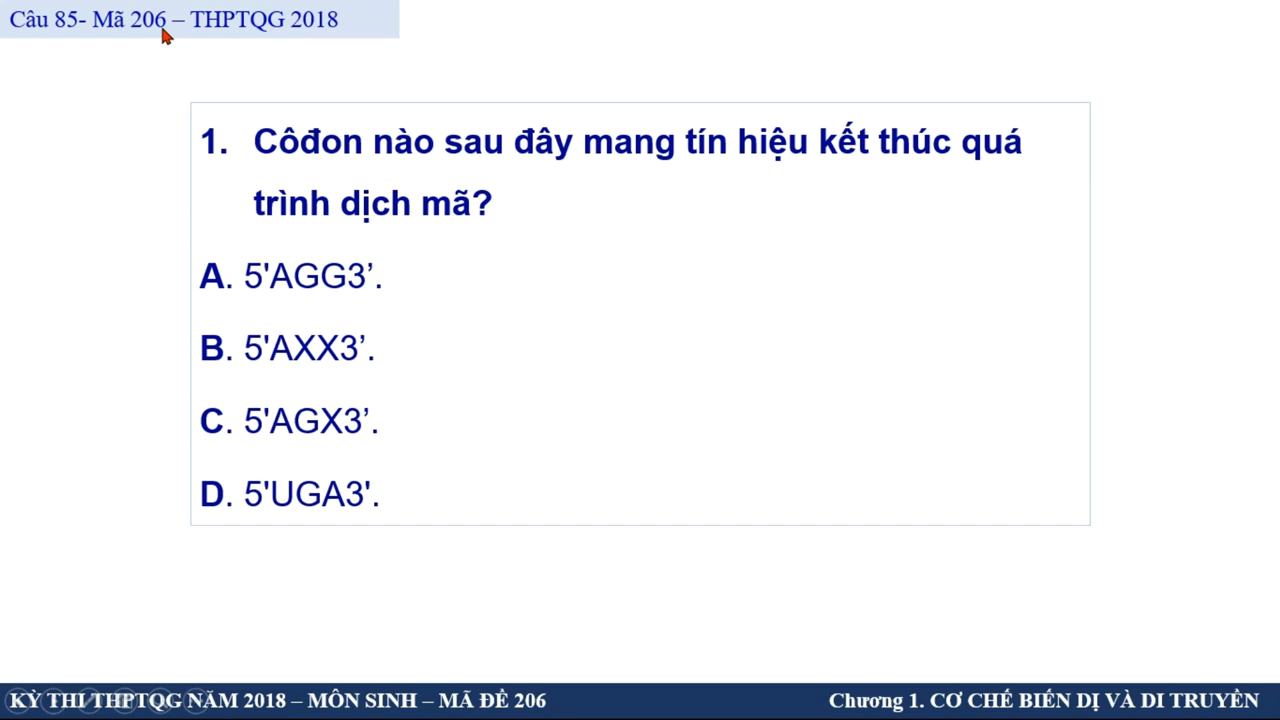 Câu 85- Mã 206 – THPTQG 2018
1. Côđon nào sau đây mang tín hiệu kết thúc quá
trình dịch mã?
A. 5'AGG3’.
B. 5'AXX3’.
C. 5'AGX3’.
D. 5'UGA3'.
KỲ THI THPTQG NĂM 2018 – MÔN SINH – MÃ ĐỀ 206
Chương 1. CƠ CHẾ BIẾN DỊ VÀ DI TRUYỀN